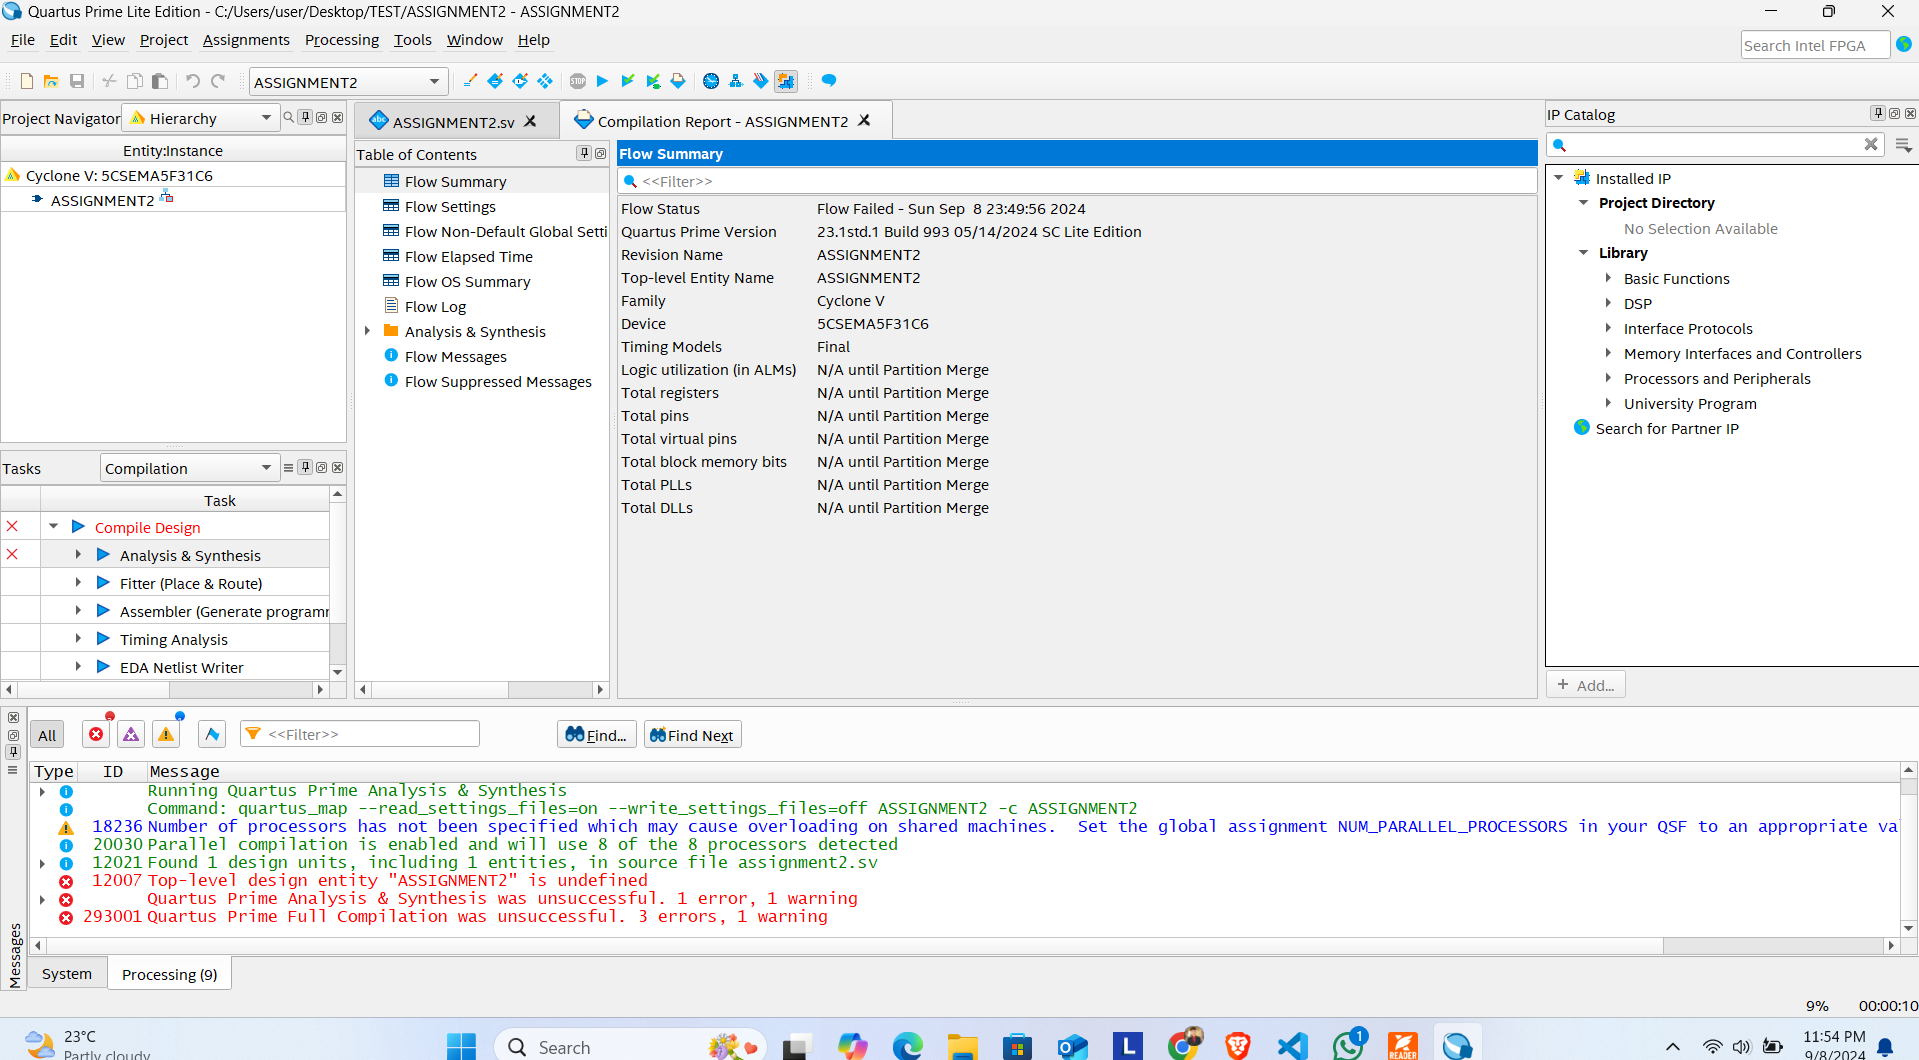 Quartus Prime Lite Edition - C:/Users/user/Desktop/TEST/ASSIGNMENT2 - ASSIGNMENT2
File Edit View Project Assignments Processing Tools Window Help
Search Intel FPGA
ASSIGNMENT2
STOP
Project Navigator Hierarchy
Entity:Instance
Cyclone V: 5CSEMA5F31C6
ASSIGNMENT2
Tasks Compilation
Task
Compile Design
Analysis & Synthesis
Fitter (Place & Route)
Assembler (Generate programr
Timing Analysis
EDA Netlist Writer
abc ASSIGNMENT2.sv
Compilation Report - ASSIGNMENT2
Table of Contents
Flow Summary
Flow Settings
Flow Non-Default Global Setti
Flow Elapsed Time
Flow OS Summary
Flow Log
Analysis & Synthesis
Flow Messages
Flow Suppressed Messages
Flow Summary
<<Filter>>
Flow Status Flow Failed - Sun Sep 8 23:49:56 2024
Quartus Prime Version 23.1std.1 Build 993 05/14/2024 SC Lite Edition
Revision Name ASSIGNMENT2
Top-level Entity Name ASSIGNMENT2
Family Cyclone V
Device 5CSEMA5F31C6
Timing Models Final
Logic utilization (in ALMs) N/A until Partition Merge
Total registers N/A until Partition Merge
Total pins N/A until Partition Merge
Total virtual pins N/A until Partition Merge
Total block memory bits N/A until Partition Merge
Total PLLs N/A until Partition Merge
Total DLLs N/A until Partition Merge
IP Catalog
Installed IP
Project Directory
No Selection Available
Library
Basic Functions
DSP
Interface Protocols
Memory Interfaces and Controllers
Processors and Peripherals
University Program
Search for Partner IP
+ Add...
All <<Filter>> Find... Find Next
Type ID Message
Running Quartus Prime Analysis & Synthesis
Command: quartus_map --read_settings_files=on --write_settings_files=off ASSIGNMENT2 -c ASSIGNMENT2
18236 Number of processors has not been specified which may cause overloading on shared machines. Set the global assignment NUM_PARALLEL_PROCESSORS in your QSF to an appropriate va
20030 Parallel compilation is enabled and will use 8 of the 8 processors detected
12021 Found 1 design units, including 1 entities, in source file assignment2.sv
12007 Top-level design entity "ASSIGNMENT2" is undefined
Quartus Prime Analysis & Synthesis was unsuccessful. 1 error, 1 warning
293001 Quartus Prime Full Compilation was unsuccessful. 3 errors, 1 warning
Messages
System Processing (9)
9% 00:00:10
23°C
Partly cloudy
Search
L
1
READER
11:54 PM
9/8/2024